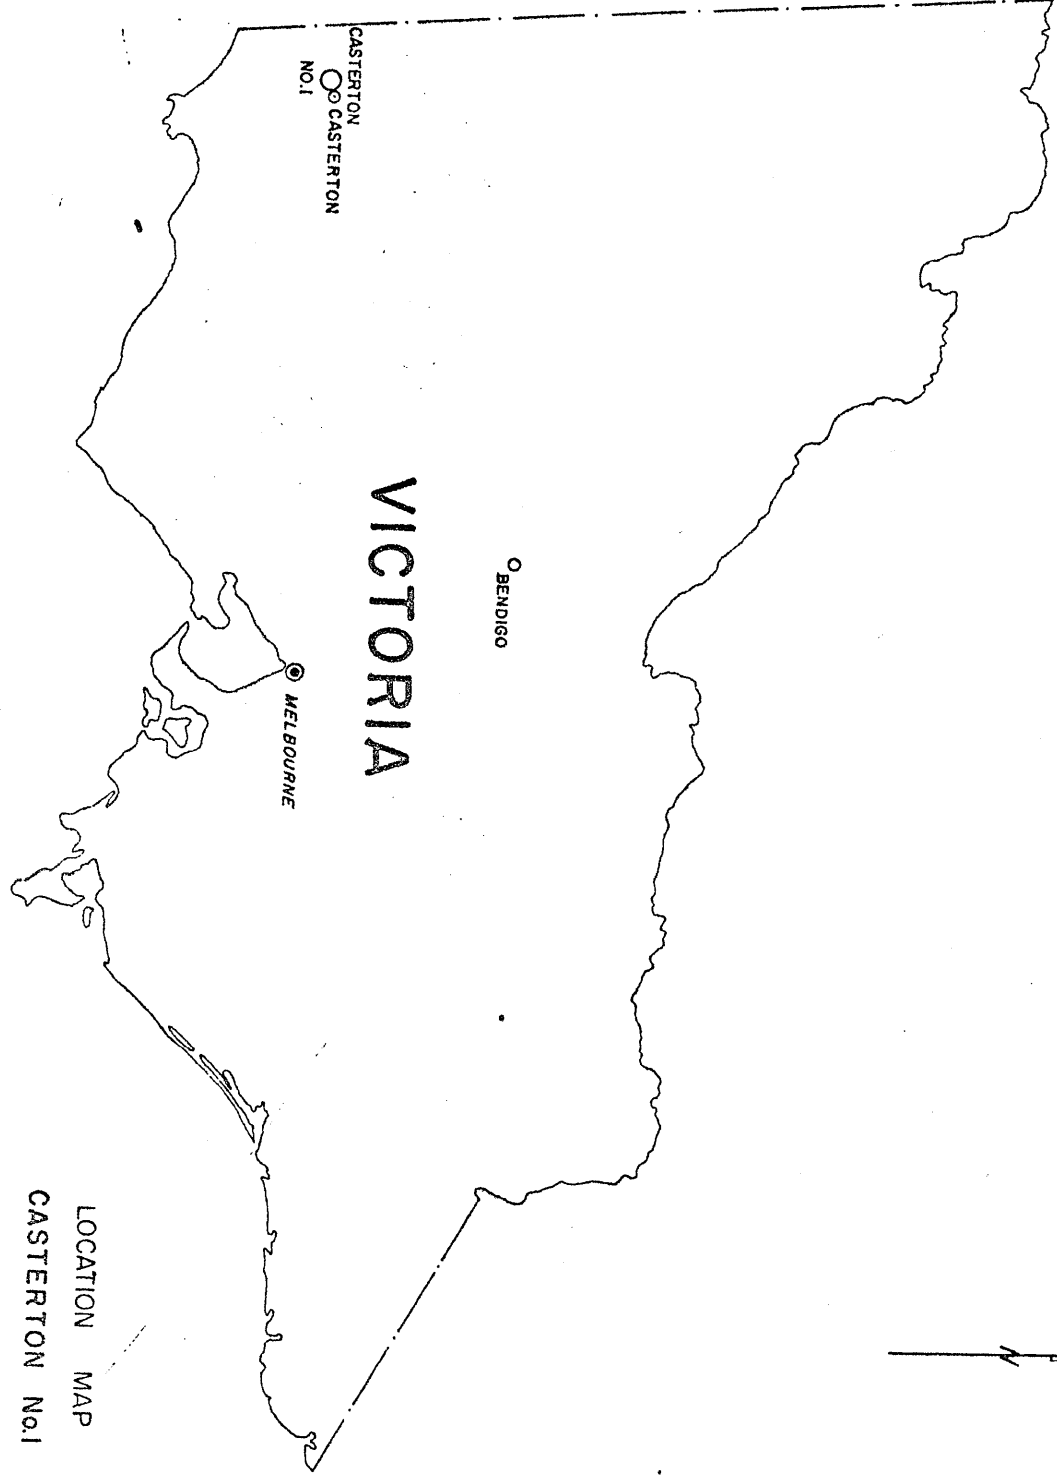 CASTERTON
NO.1
CASTERTON
BENDIGO
VICTORIA
MELBOURNE
LOCATION MAP
CASTERTON No.1
N